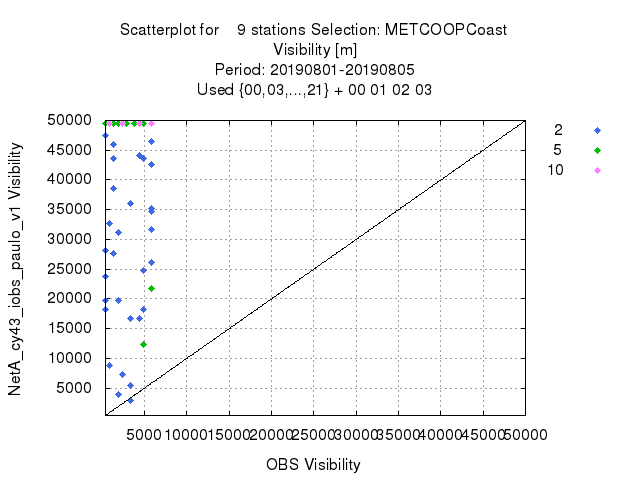 Scatterplot for 9 stations Selection: METCOOPCoast
Visibility [m]
Period: 20190801-20190805
Used {00,03,...,21} + 00 01 02 03
NetA_cy43_iobs_paulo_v1 Visibility
50000
45000
40000
35000
30000
25000
20000
15000
10000
5000
2
5
10
5000 10000 15000 20000 25000 30000 35000 40000 45000 50000
OBS Visibility